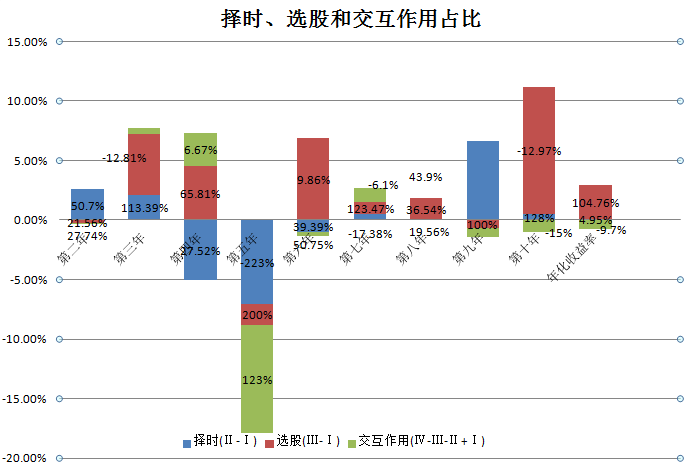 择时、选股和交互作用占比
15.00%
10.00%
5.00%
0.00%
-5.00%
-10.00%
-15.00%
-20.00%
50.7%
21.56%
27.74%
-12.81%
113.39%
6.67%
65.81%
27.52%
-223%
200%
123%
9.86%
39.39%
50.75%
-6.1%
123.47%
-17.38%
43.9%
36.54%
19.56%
100%
-12.97%
128%
-15%
104.76%
4.95%
-9.7%
第二年
第三年
第四年
第五年
第六年
第七年
第八年
第九年
第十年
年化收益率
择时(Ⅱ-Ⅰ) 选股(Ⅲ-Ⅰ) 交互作用(Ⅳ-Ⅲ-Ⅱ+Ⅰ)